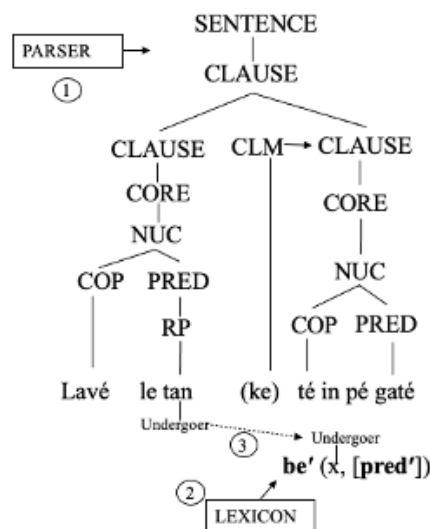 SENTENCE
PARSER
①
CLAUSE
CLAUSE CLM CLAUSE
CORE
CORE
NUC
NUC
COP PRED
RP
COP PRED
Lavé le tan (ke) té in pé gaté
Undergoer
③
Undergoer
be′ (x, [pred′])
②
LEXICON